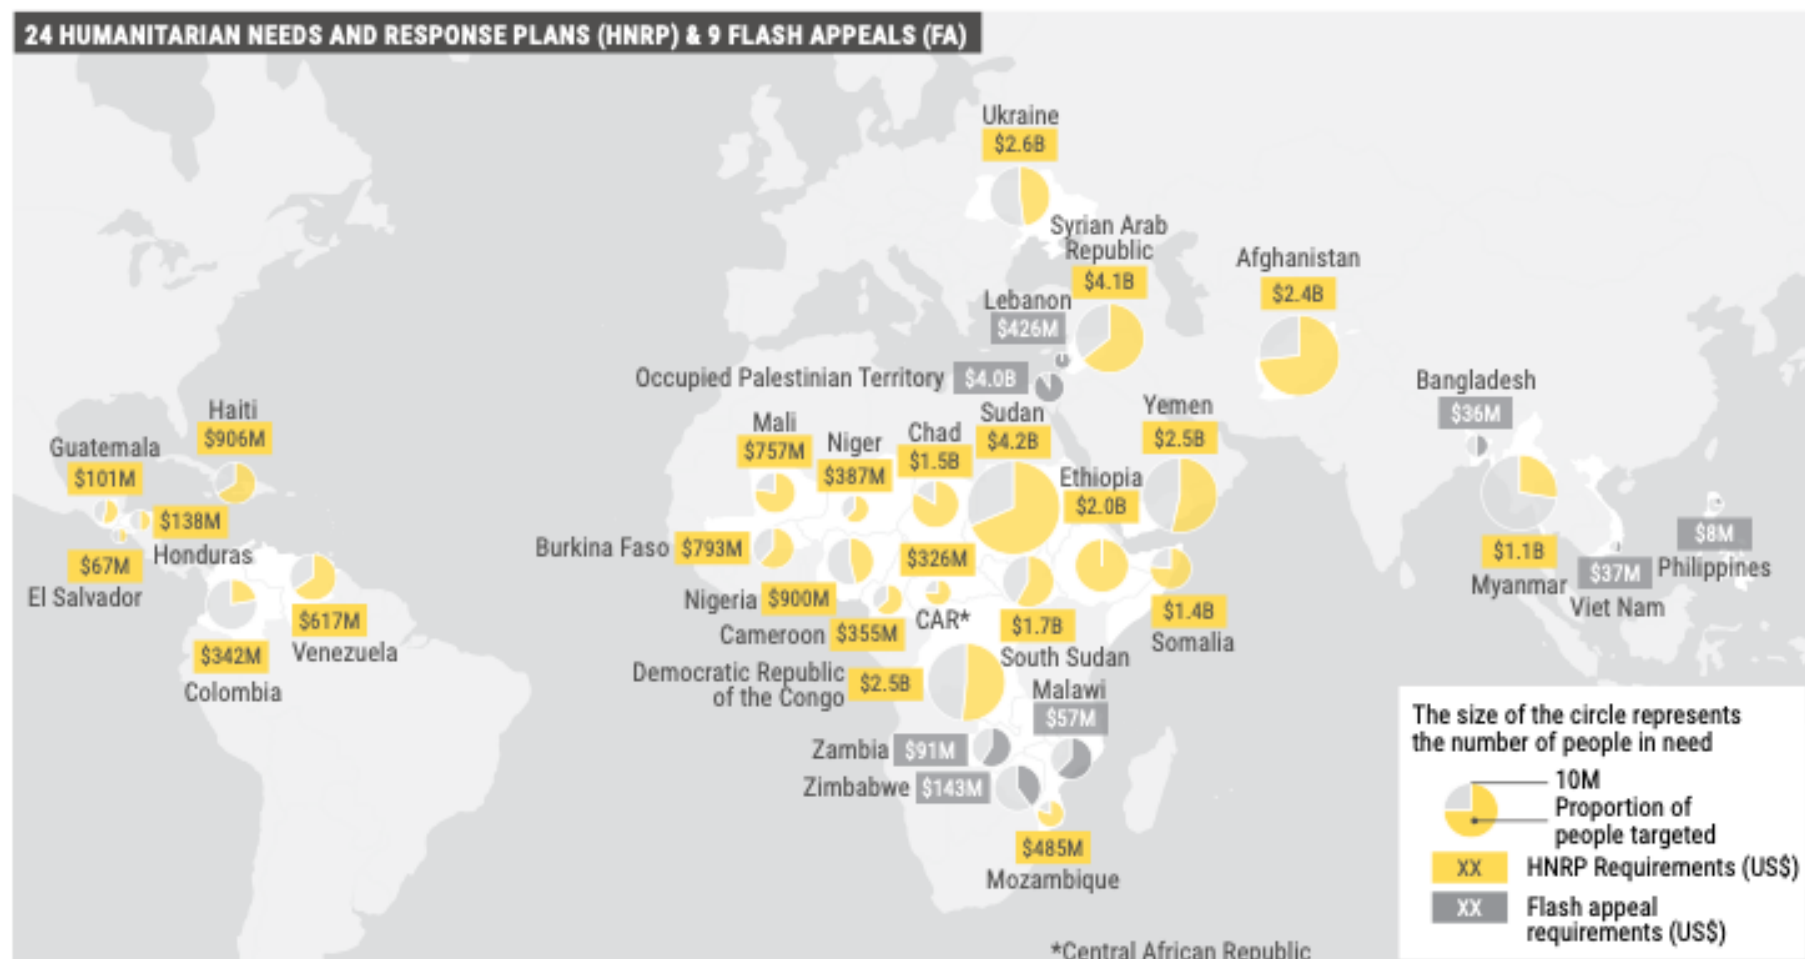 24 HUMANITARIAN NEEDS AND RESPONSE PLANS (HNRP) & 9 FLASH APPEALS (FA)
Ukraine
$2.6B
Syrian Arab
Republic
$4.1B
Afghanistan
$2.4B
Lebanon
$426M
Occupied Palestinian Territory
$4.0B
Bangladesh
$36M
Haiti
$906M
Guatemala
$101M
$138M
Honduras
$67M
El Salvador
$617M
Venezuela
$342M
Colombia
Mali
$757M
Niger
$387M
Chad
$1.5B
Sudan
$4.2B
Yemen
$2.5B
Ethiopia
$2.0B
Burkina Faso
$793M
$326M
CAR*
Nigeria
$900M
Cameroon
$355M
$1.7B
South Sudan
$1.4B
Somalia
Democratic Republic
of the Congo
$2.5B
Malawi
$57M
Zambia
$91M
Zimbabwe
$143M
$485M
Mozambique
$1.1B
Myanmar
$37M
Viet Nam
$8M
Philippines
The size of the circle represents
the number of people in need
10M
Proportion of
people targeted
XX
HNRP Requirements (US$)
XX
Flash appeal
requirements (US$)
*Central African Republic